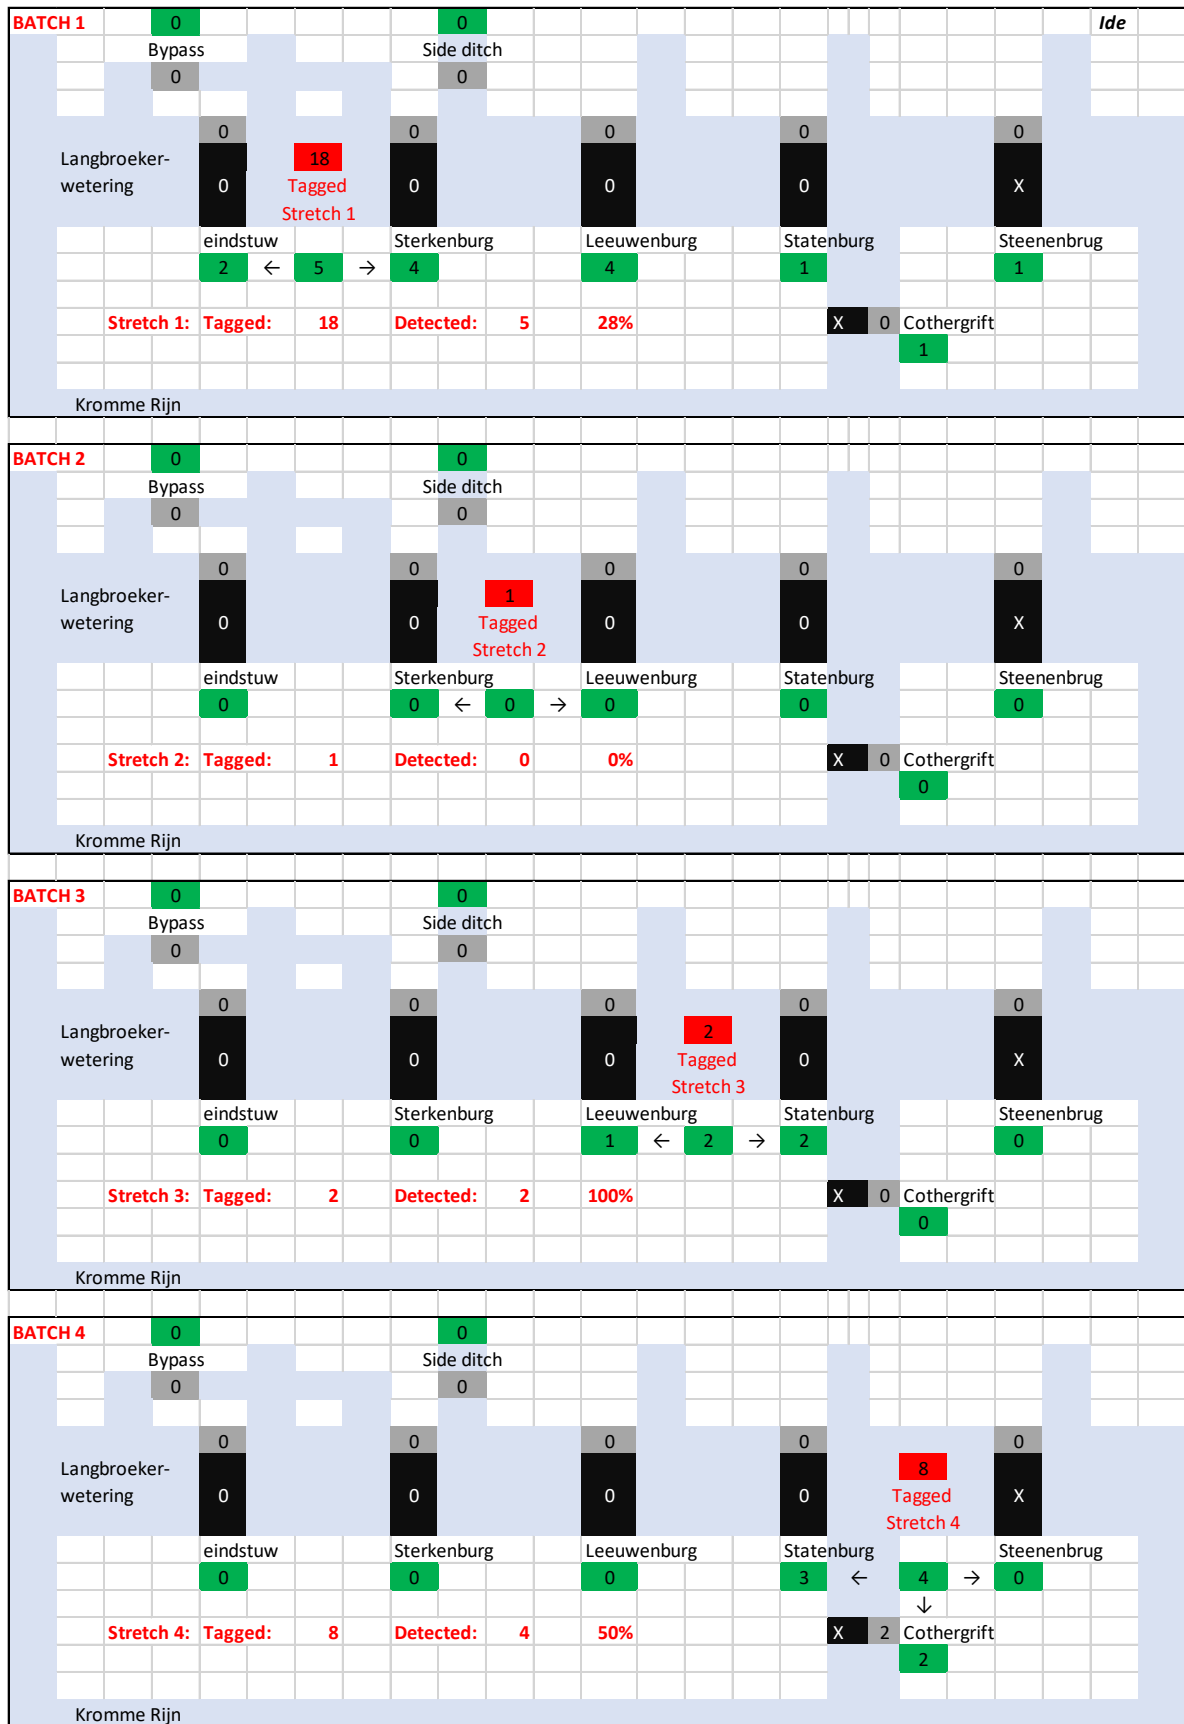 BATCH 1 0 0 Ide
Bypass Side ditch
0 0
0 0 0 0 0
Langbroeker- 18
wetering 0 Tagged 0 0 0 X
Stretch 1
eindstuw Sterkenburg Leeuwenburg Statenburg Steenenbrug
2 ← 5 → 4 4 1 1
Stretch 1: Tagged: 18 Detected: 5 28% X 0 Cothergrift
1
Kromme Rijn
BATCH 2 0 0
Bypass Side ditch
0 0
0 0 0 0 0
Langbroeker- 1
wetering 0 0 Tagged 0 0 X
Stretch 2
eindstuw Sterkenburg Leeuwenburg Statenburg Steenenbrug
0 0 ← 0 → 0 0 0
Stretch 2: Tagged: 1 Detected: 0 0% X 0 Cothergrift
0
Kromme Rijn
BATCH 3 0 0
Bypass Side ditch
0 0
0 0 0 0 0
Langbroeker- 2
wetering 0 0 0 Tagged 0 X
Stretch 3
eindstuw Sterkenburg Leeuwenburg Statenburg Steenenbrug
0 0 1 ← 2 → 2 0
Stretch 3: Tagged: 2 Detected: 2 100% X 0 Cothergrift
0
Kromme Rijn
BATCH 4 0 0
Bypass Side ditch
0 0
0 0 0 0 0
Langbroeker- 8
wetering 0 0 0 0 Tagged X
Stretch 4
eindstuw Sterkenburg Leeuwenburg Statenburg Steenenbrug
0 0 0 3 ← 4 → 0
↓
Stretch 4: Tagged: 8 Detected: 4 50% X 2 Cothergrift
2
Kromme Rijn